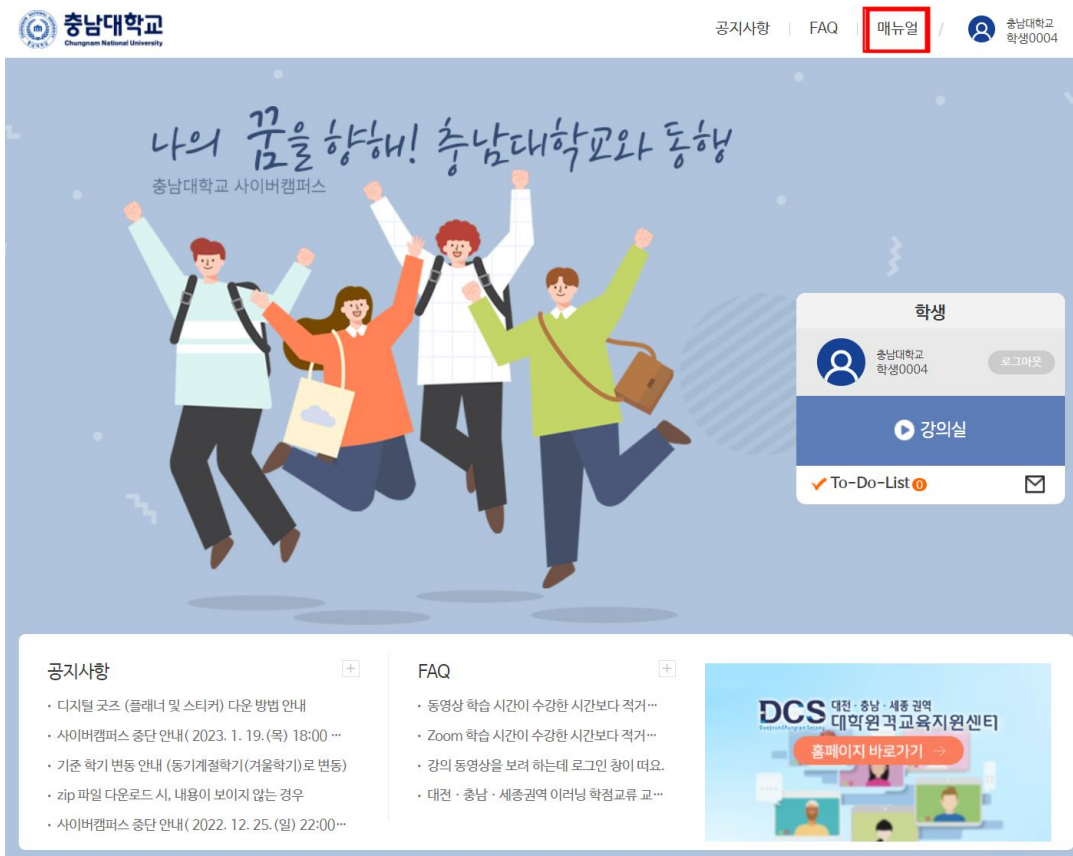 충남대학교
Chungnam National University
공지사항
FAQ
매뉴얼
충남대학교
학생0004
나의 꿈을 향해! 충남대학교와 동행
충남대학교 사이버캠퍼스
학생
충남대학교
학생0004
로그아웃
강의실
To-Do-List 0
공지사항
· 디지털 굿즈 (플래너 및 스티커) 다운 방법 안내
· 사이버캠퍼스 중단 안내( 2023. 1. 19.(목) 18:00 ···
· 기준 학기 변동 안내 (동기계절학기(겨울학기)로 변동)
· zip 파일 다운로드 시, 내용이 보이지 않는 경우
· 사이버캠퍼스 중단 안내( 2022. 12. 25.(일) 22:00···
FAQ
· 동영상 학습 시간이 수강한 시간보다 적거···
· Zoom 학습 시간이 수강한 시간보다 적거···
· 강의 동영상을 보려 하는데 로그인 창이 떠요.
· 대전 · 충남 · 세종권역 이러닝 학점교류 교···
DCS 대전 · 충남 · 세종 권역
대학원격교육지원센터
홈페이지 바로가기 →